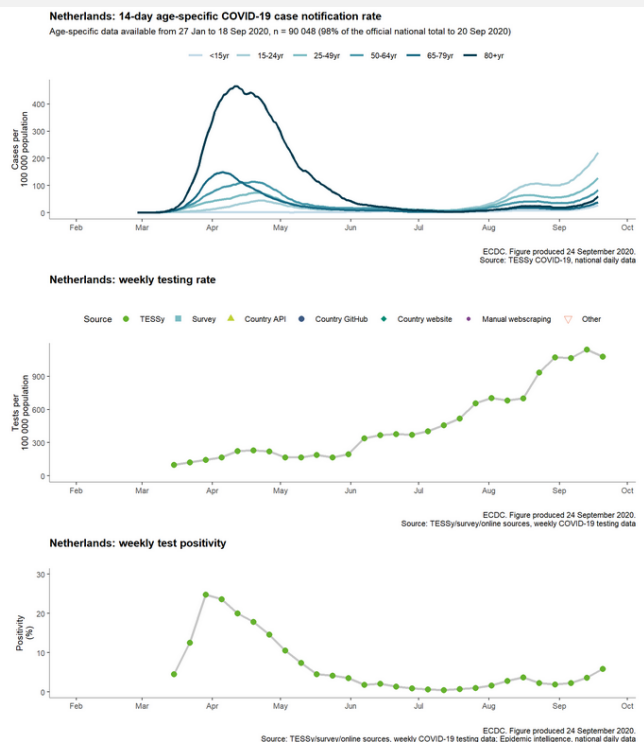 Netherlands: 14-day age-specific COVID-19 case notification rate
Age-specific data available from 27 Jan to 18 Sep 2020, n = 90 048 (98% of the official national total to 20 Sep 2020)
<15yr 15-24yr 25-49yr 50-64yr 65-79yr 80+yr
Cases per
100 000 population
400
300
200
100
0
Feb Mar Apr May Jun Jul Aug Sep Oct
ECDC. Figure produced 24 September 2020.
Source: TESSy COVID-19, national daily data
Netherlands: weekly testing rate
Source TESSy Survey Country API Country GitHub Country website Manual webscraping Other
Tests per
100 000 population
900
600
300
0
Feb Mar Apr May Jun Jul Aug Sep Oct
ECDC. Figure produced 24 September 2020.
Source: TESSy/survey/online sources, weekly COVID-19 testing data
Netherlands: weekly test positivity
Positivity
(%)
30
20
10
0
Feb Mar Apr May Jun Jul Aug Sep Oct
ECDC. Figure produced 24 September 2020.
Source: TESSy/survey/online sources, weekly COVID-19 testing data; Epidemic intelligence, national daily data